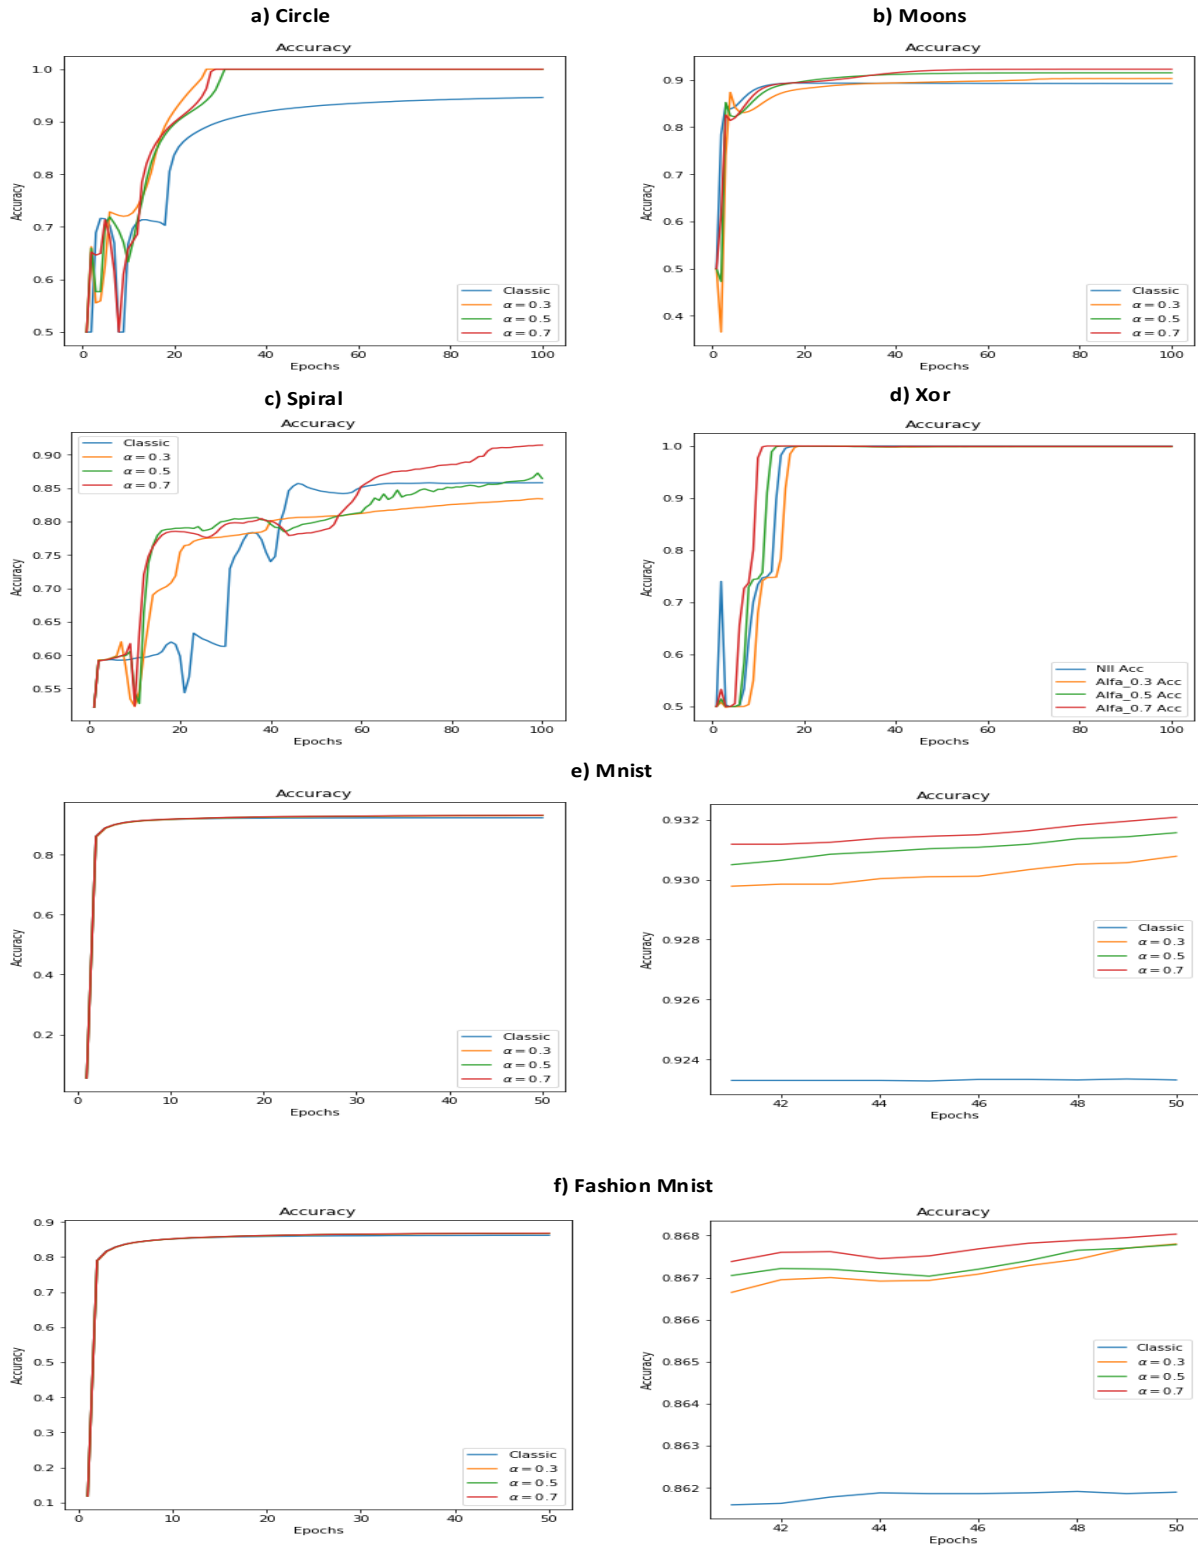 a) Circle
b) Moons
Accuracy
1.0
0.9
0.8
0.7
0.6
0.5
Accuracy
Classic
α = 0.3
α = 0.5
α = 0.7
0 20 40 60 80 100
Epochs
Accuracy
0.9
0.8
0.7
0.6
0.5
0.4
Accuracy
Classic
α = 0.3
α = 0.5
α = 0.7
0 20 40 60 80 100
Epochs
c) Spiral
d) Xor
Accuracy
0.90
0.85
0.80
0.75
0.70
0.65
0.60
0.55
Accuracy
Classic
α = 0.3
α = 0.5
α = 0.7
0 20 40 60 80 100
Epochs
Accuracy
1.0
0.9
0.8
0.7
0.6
0.5
Accuracy
Nll Acc
Alfa_0.3 Acc
Alfa_0.5 Acc
Alfa_0.7 Acc
0 20 40 60 80 100
Epochs
e) Mnist
Accuracy
0.8
0.6
0.4
0.2
Accuracy
Classic
α = 0.3
α = 0.5
α = 0.7
0 10 20 30 40 50
Epochs
Accuracy
0.932
0.930
0.928
0.926
0.924
Accuracy
Classic
α = 0.3
α = 0.5
α = 0.7
42 44 46 48 50
Epochs
f) Fashion Mnist
Accuracy
0.9
0.8
0.7
0.6
0.5
0.4
0.3
0.2
0.1
Accuracy
Classic
α = 0.3
α = 0.5
α = 0.7
0 10 20 30 40 50
Epochs
Accuracy
0.868
0.867
0.866
0.865
0.864
0.863
0.862
Accuracy
Classic
α = 0.3
α = 0.5
α = 0.7
42 44 46 48 50
Epochs